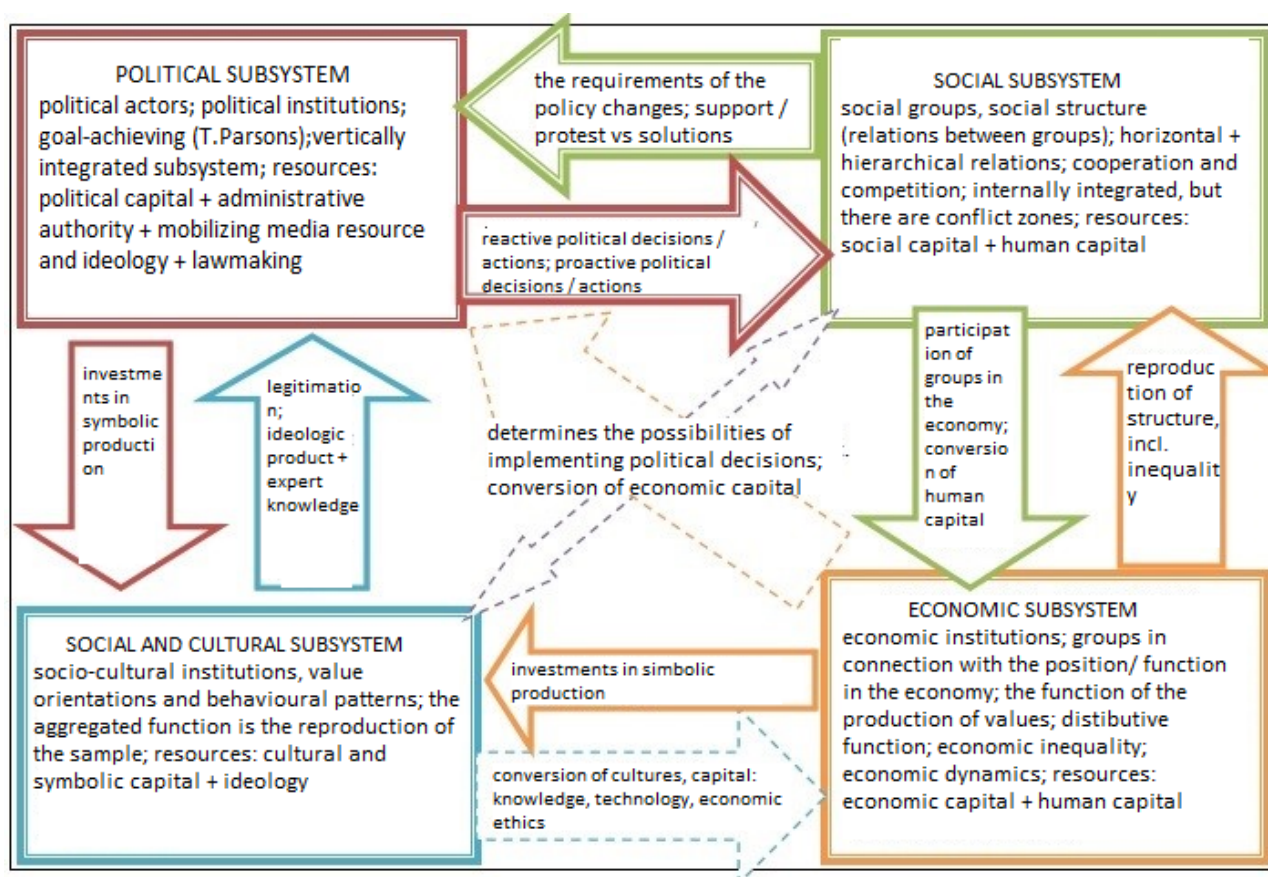 POLITICAL SUBSYSTEM
political actors; political institutions;
goal-achieving (T.Parsons);vertically
integrated subsystem; resources:
political capital + administrative
authority + mobilizing media resource
and ideology + lawmaking
the requirements of the
policy changes; support /
protest vs solutions
SOCIAL SUBSYSTEM
social groups, social structure
(relations between groups); horizontal +
hierarchical relations; cooperation and
competition; internally integrated, but
there are conflict zones; resources:
social capital + human capital
reactive political decisions /
actions; proactive political
decisions / actions
investme
nts in
symbolic
producti
on
legitimatio
n;
ideologic
product +
expert
knowledge
determines the possibilities of
implementing political decisions;
conversion of economic capital
participat
ion of
groups in
the
economy;
conversio
n of
human
capital
reproduc
tion of
structure,
incl.
inequalit
y
SOCIAL AND CULTURAL SUBSYSTEM
socio-cultural institutions, value
orientations and behavioural patterns; the
aggregated function is the reproduction of
the sample; resources: cultural and
symbolic capital + ideology
investments in simbolic
production
conversion of cultures, capital:
knowledge, technology, economic
ethics
ECONOMIC SUBSYSTEM
economic institutions; groups in
connection with the position/ function
in the economy; the function of the
production of values; distibutive
function; economic inequality;
economic dynamics; resources:
economic capital + human capital